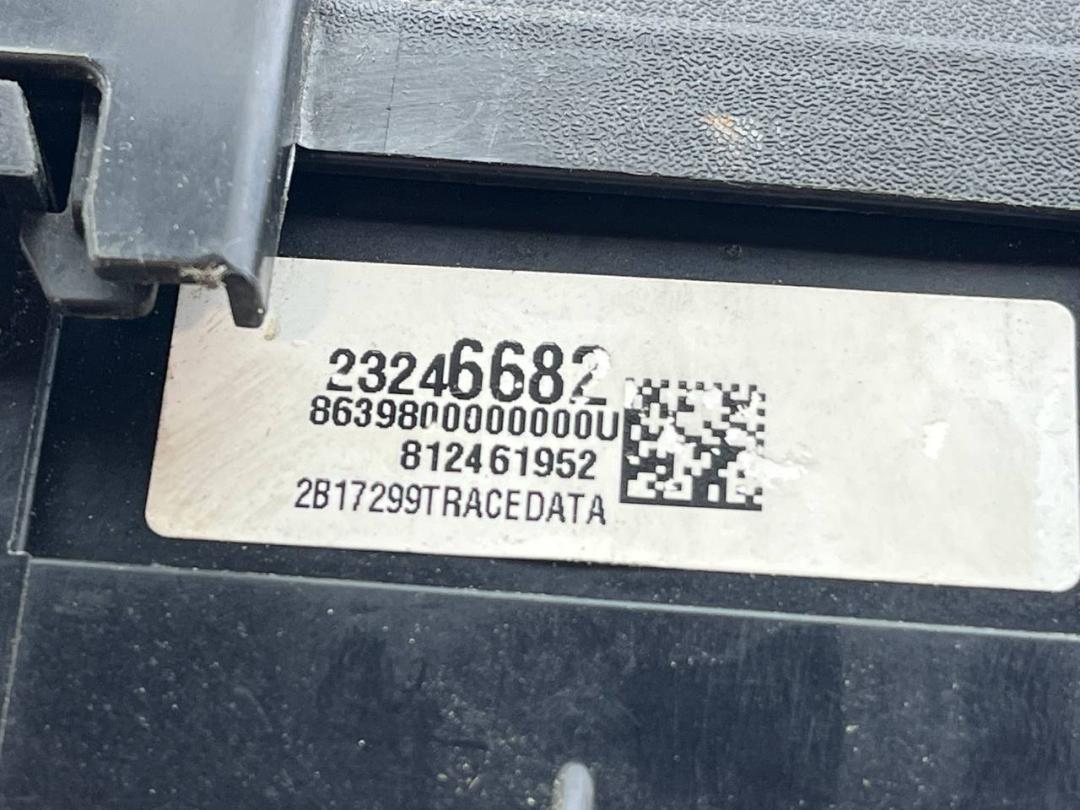 23246682
8639800000000U
812461952
2B17299TRACEDATA